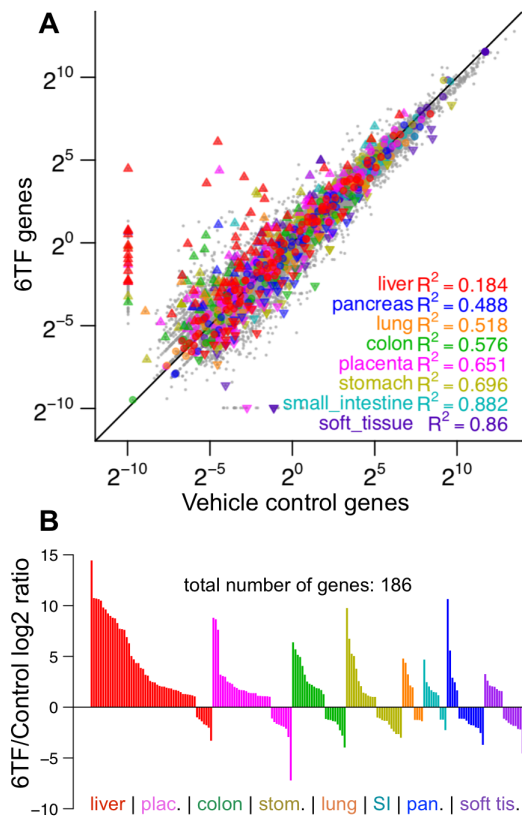 A
2^10
2^5
2^0
2^-5
2^-10
6TF genes
liver R^2 = 0.184
pancreas R^2 = 0.488
lung R^2 = 0.518
colon R^2 = 0.576
placenta R^2 = 0.651
stomach R^2 = 0.696
small_intestine R^2 = 0.882
soft_tissue R^2 = 0.86
2^-10 2^-5 2^0 2^5 2^10
Vehicle control genes
B
15
10
5
0
-5
-10
6TF/Control log2 ratio
total number of genes: 186
liver | plac. | colon | stom. | lung | SI | pan. | soft tis.